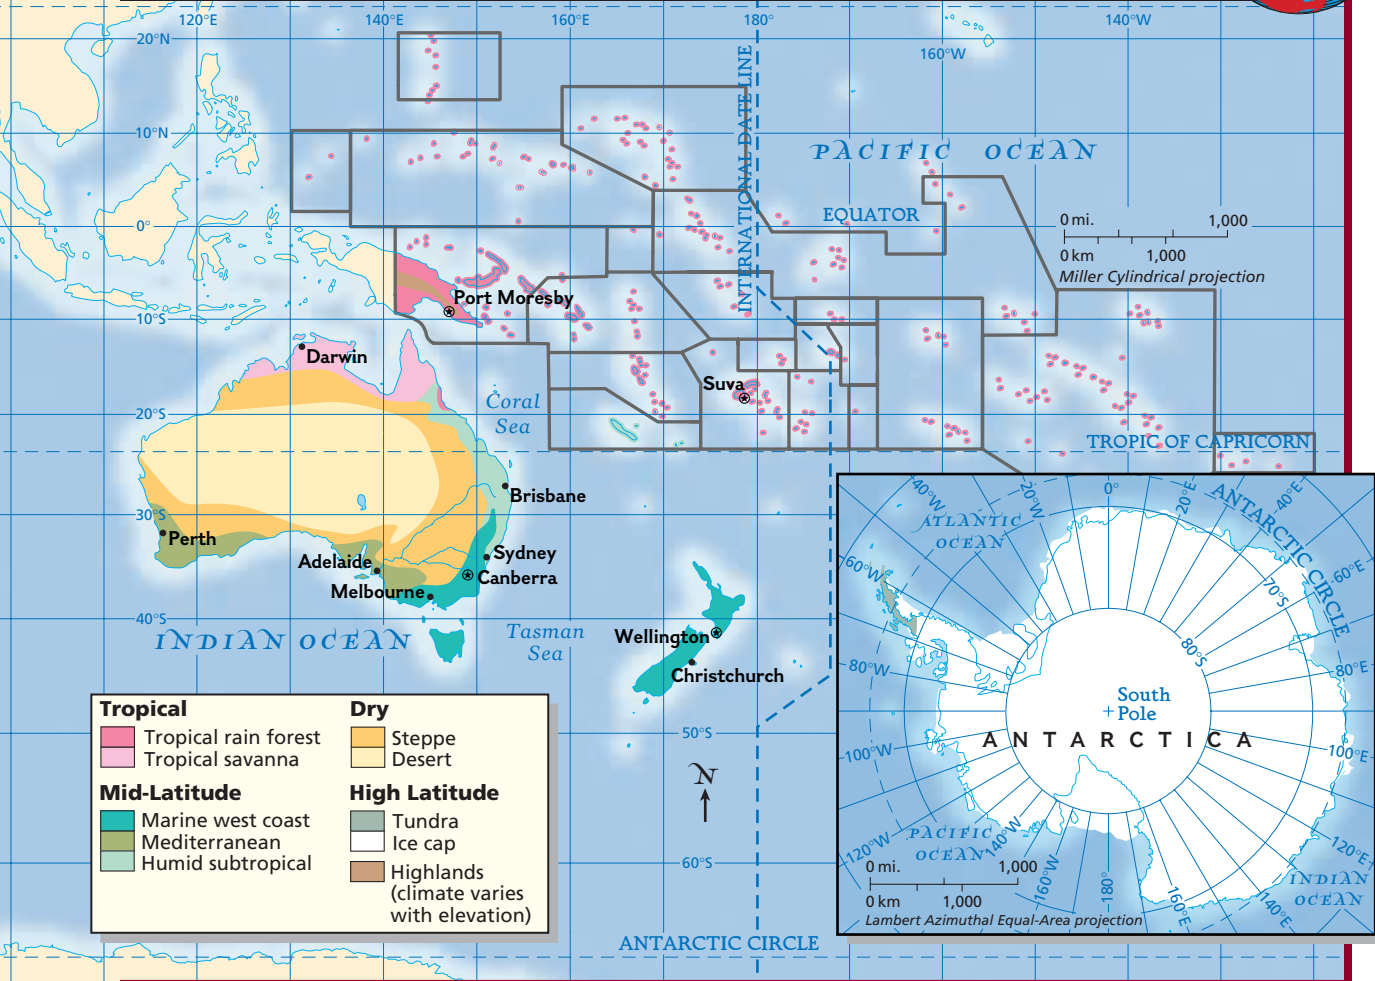 120°E
140°E
160°E
180°
140°W
160°W
20°N
10°N
0°
10°S
20°S
30°S
40°S
50°S
60°S
INTERNATIONAL DATE LINE
PACIFIC OCEAN
EQUATOR
0 mi. 1,000
0 km 1,000
Miller Cylindrical projection
Port Moresby
Darwin
Suva
Coral
Sea
TROPIC OF CAPRICORN
Brisbane
Perth
Adelaide
Sydney
Canberra
Melbourne
INDIAN OCEAN
Tasman
Sea
Wellington
Christchurch
N
ANTARCTIC CIRCLE
Tropical
Tropical rain forest
Tropical savanna
Mid-Latitude
Marine west coast
Mediterranean
Humid subtropical
Dry
Steppe
Desert
High Latitude
Tundra
Ice cap
Highlands
(climate varies
with elevation)
40°W
20°W
0°
20°E
40°E
ANTARCTIC CIRCLE
ATLANTIC
OCEAN
60°W
60°E
70°S
80°S
80°W
80°E
South
Pole
ANTARCTICA
100°W
100°E
PACIFIC
OCEAN
120°W
140°W
160°W
180°
160°E
140°E
120°E
INDIAN
OCEAN
0 mi. 1,000
0 km 1,000
Lambert Azimuthal Equal-Area projection